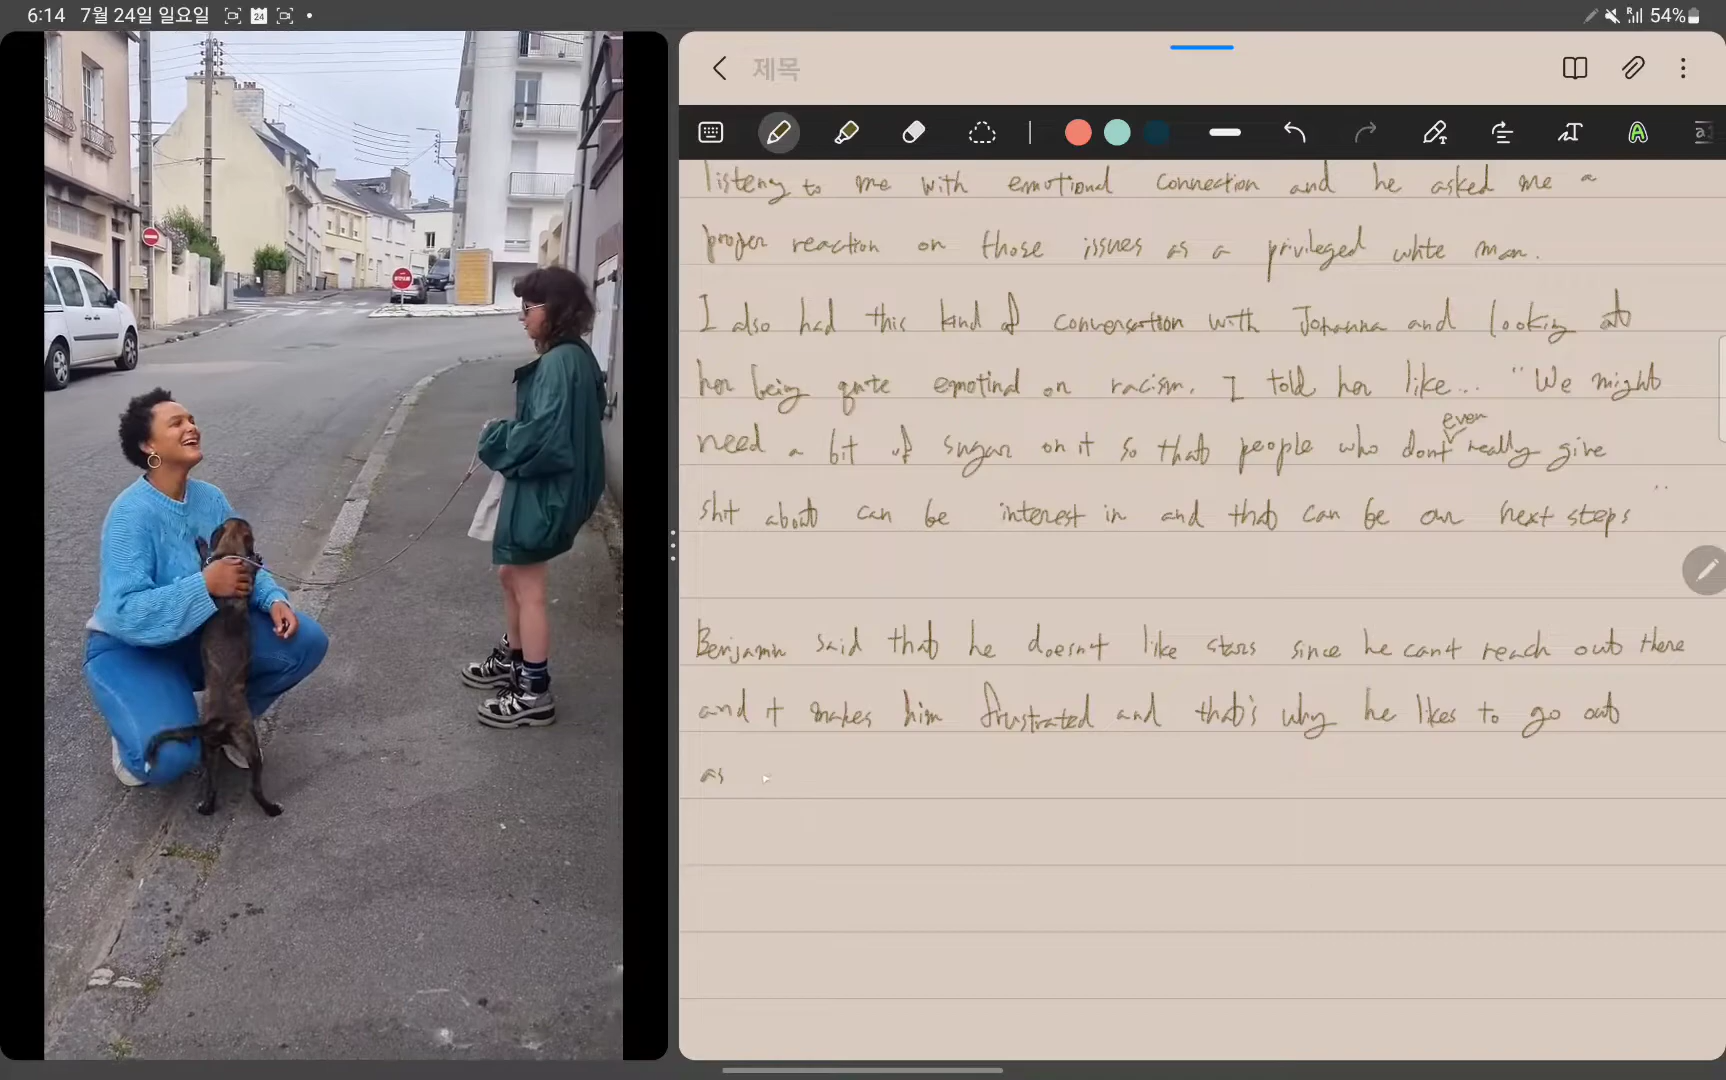 6:14 7월 24일 일요일 24 54%
제목
listeng to me with emotional connection and he asked me a
proper reaction on those issues as a privileged white man.
I also had this kind of conversation with Johanna and looking at
her being quite emotinal on racism. I told her like... "We might
even
need a bit of sugar on it so that people who dont really give
shit about can be interest in and that can be our next steps "
Benjamin said that he doesn't like stars since he can't reach out there
and it makes him frustrated and that's why he likes to go out
as